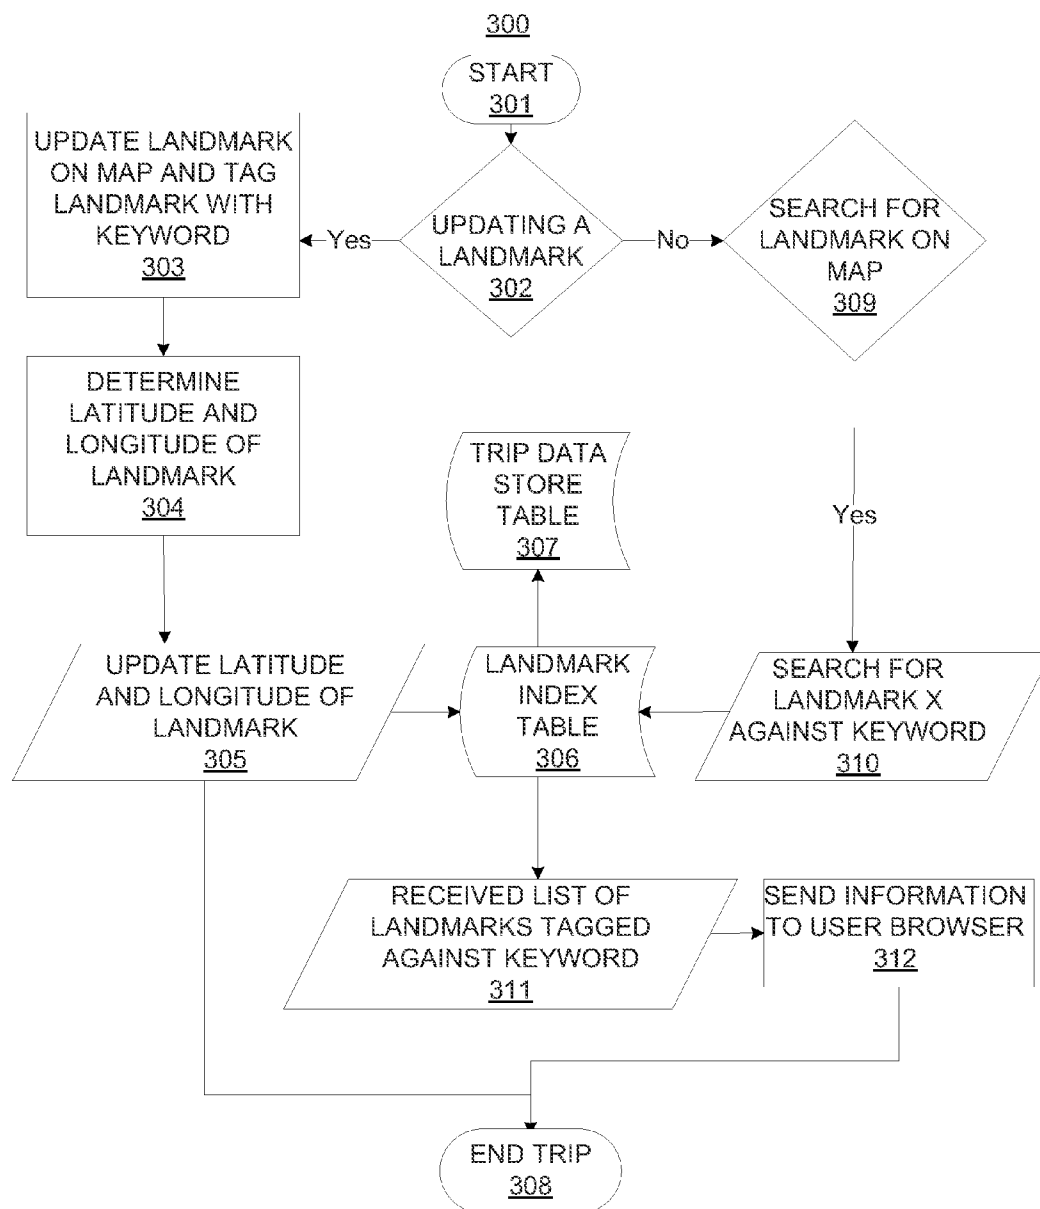 300
START
301
UPDATE LANDMARK
ON MAP AND TAG
LANDMARK WITH
KEYWORD
303
Yes
UPDATING A
LANDMARK
302
No
SEARCH FOR
LANDMARK ON
MAP
309
DETERMINE
LATITUDE AND
LONGITUDE OF
LANDMARK
304
TRIP DATA
STORE
TABLE
307
Yes
UPDATE LATITUDE
AND LONGITUDE OF
LANDMARK
305
LANDMARK
INDEX
TABLE
306
SEARCH FOR
LANDMARK X
AGAINST KEYWORD
310
RECEIVED LIST OF
LANDMARKS TAGGED
AGAINST KEYWORD
311
SEND INFORMATION
TO USER BROWSER
312
END TRIP
308